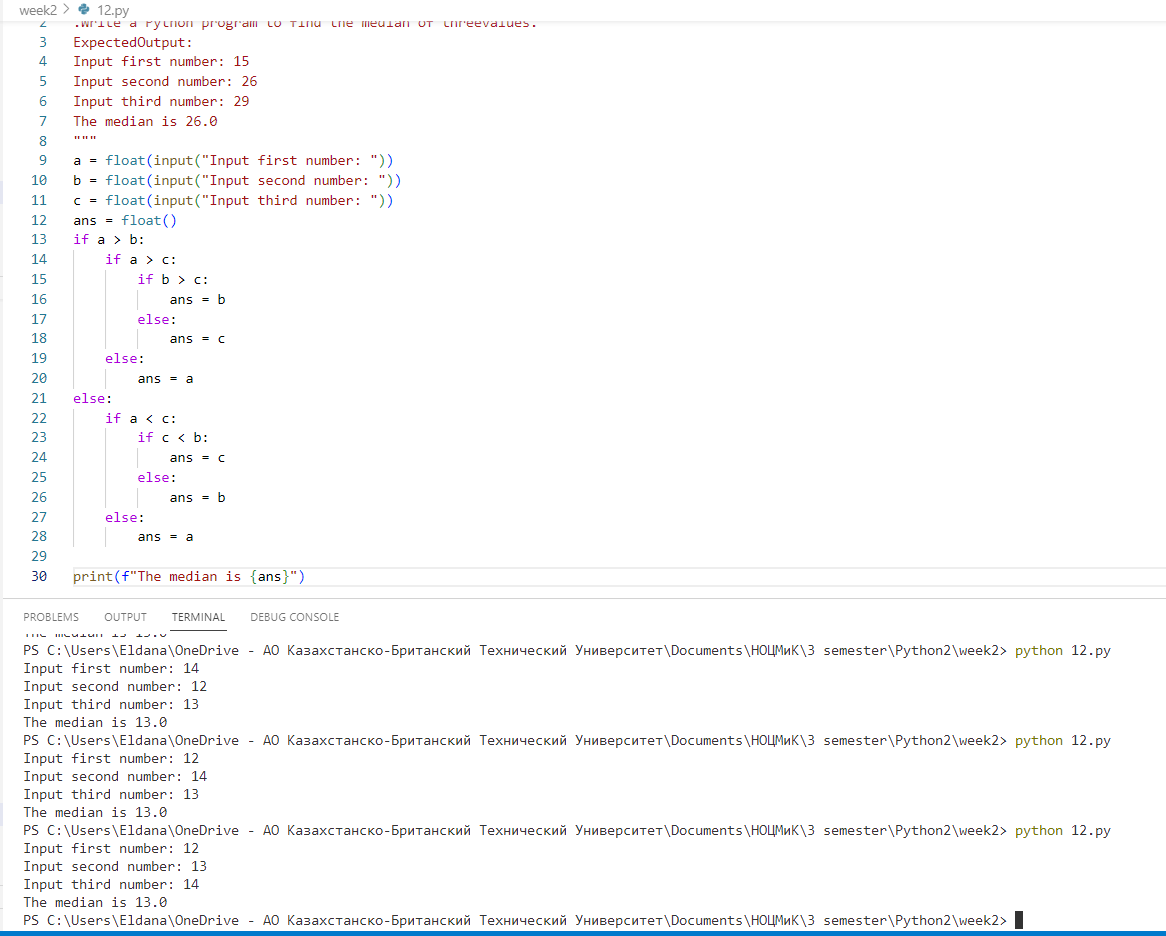 week2 > 12.py
2 .Write a Python program to find the median of threevalues.
3 ExpectedOutput:
4 Input first number: 15
5 Input second number: 26
6 Input third number: 29
7 The median is 26.0
8 """
9 a = float(input("Input first number: "))
10 b = float(input("Input second number: "))
11 c = float(input("Input third number: "))
12 ans = float()
13 if a > b:
14 if a > c:
15 if b > c:
16 ans = b
17 else:
18 ans = c
19 else:
20 ans = a
21 else:
22 if a < c:
23 if c < b:
24 ans = c
25 else:
26 ans = b
27 else:
28 ans = a
29
30 print(f"The median is {ans}")
PROBLEMS OUTPUT TERMINAL DEBUG CONSOLE
The median is 13.0
PS C:\Users\Eldana\OneDrive - АО Казахстанско-Британский Технический Университет\Documents\НОЦМиК\3 semester\Python2\week2> python 12.py
Input first number: 14
Input second number: 12
Input third number: 13
The median is 13.0
PS C:\Users\Eldana\OneDrive - АО Казахстанско-Британский Технический Университет\Documents\НОЦМиК\3 semester\Python2\week2> python 12.py
Input first number: 12
Input second number: 14
Input third number: 13
The median is 13.0
PS C:\Users\Eldana\OneDrive - АО Казахстанско-Британский Технический Университет\Documents\НОЦМиК\3 semester\Python2\week2> python 12.py
Input first number: 12
Input second number: 13
Input third number: 14
The median is 13.0
PS C:\Users\Eldana\OneDrive - АО Казахстанско-Британский Технический Университет\Documents\НОЦМиК\3 semester\Python2\week2>